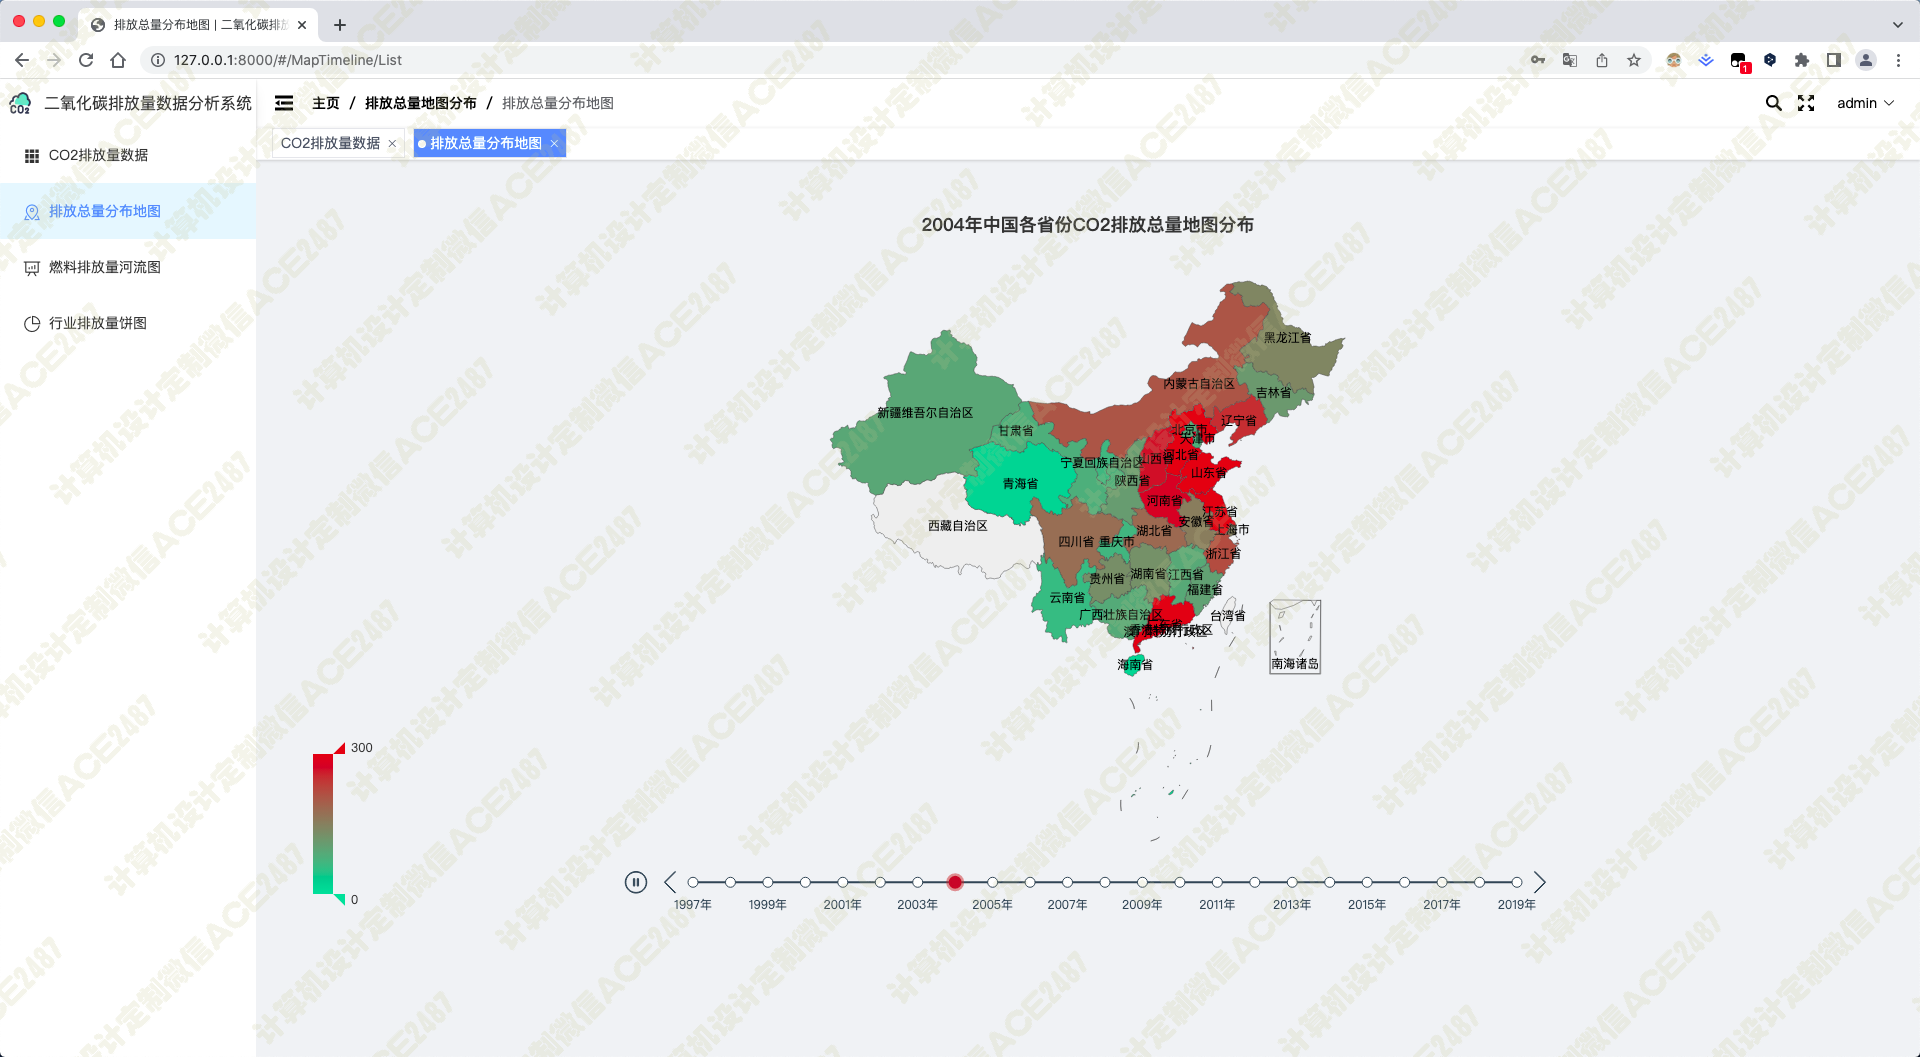 排放总量分布地图 | 二氧化碳排放
127.0.0.1:8000/#/MapTimeline/List
1
CO2
二氧化碳排放量数据分析系统
主页 / 排放总量地图分布 / 排放总量分布地图
admin
CO2排放量数据
排放总量分布地图
CO2排放量数据
排放总量分布地图
燃料排放量河流图
行业排放量饼图
2004年中国各省份CO2排放总量地图分布
黑龙江省
内蒙古自治区
吉林省
新疆维吾尔自治区
辽宁省
甘肃省
北京市
天津市
宁夏回族自治区
山西省
河北省
山东省
青海省
陕西省
河南省
江苏省
西藏自治区
安徽省
湖北省
上海市
四川省
重庆市
浙江省
贵州省
湖南省
江西省
福建省
云南省
广西壮族自治区
台湾省
海南省
南海诸岛
300
0
1997年
1999年
2001年
2003年
2005年
2007年
2009年
2011年
2013年
2015年
2017年
2019年
计算机设计定制微信ACE2487